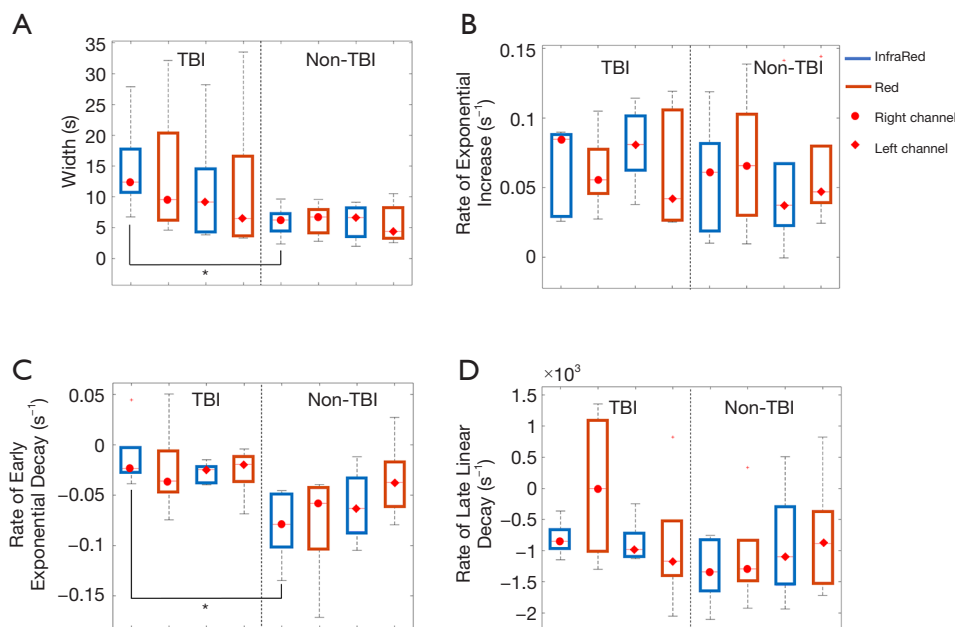 A
TBI
Non-TBI
Width (s)
35
30
25
20
15
10
5
0
*
B
TBI
Non-TBI
Rate of Exponential
Increase (s⁻¹)
0.15
0.1
0.05
0
InfraRed
Red
Right channel
Left channel
C
TBI
Non-TBI
Rate of Early
Exponential Decay (s⁻¹)
0.05
0
−0.05
−0.1
−0.15
*
D
×10³
TBI
Non-TBI
Rate of Late Linear
Decay (s⁻¹)
1.5
1
0.5
0
−0.5
−1
−1.5
−2